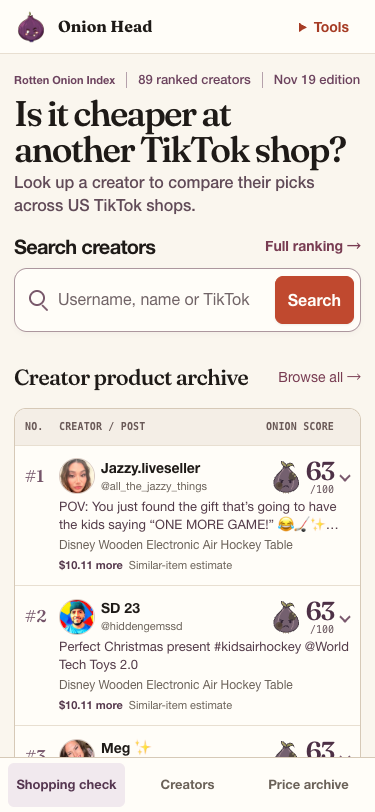 Onion Head
▶ Tools
Rotten Onion Index | 89 ranked creators | Nov 19 edition
Is it cheaper at
another TikTok shop?
Look up a creator to compare their picks
across US TikTok shops.
Search creators
Full ranking →
Username, name or TikTok
Search
Creator product archive
Browse all →
NO. CREATOR / POST ONION SCORE
#1 Jazzy.liveseller 63
@all_the_jazzy_things /100
POV: You just found the gift that's going to have
the kids saying “ONE MORE GAME!” 😂🏒✨...
Disney Wooden Electronic Air Hockey Table
$10.11 more Similar-item estimate
#2 SD 23 63
@hiddengemssd /100
Perfect Christmas present #kidsairhockey @World
Tech Toys 2.0
Disney Wooden Electronic Air Hockey Table
$10.11 more Similar-item estimate
#3 Meg ✨ 63
Shopping check Creators Price archive